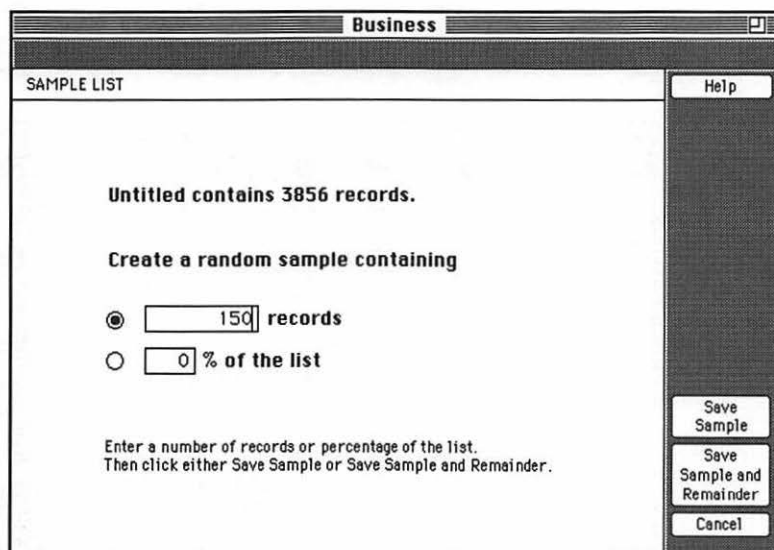 Business
SAMPLE LIST
Help
Untitled contains 3856 records.
Create a random sample containing
150 records
0 % of the list
Enter a number of records or percentage of the list.
Then click either Save Sample or Save Sample and Remainder.
Save
Sample
Save
Sample and
Remainder
Cancel